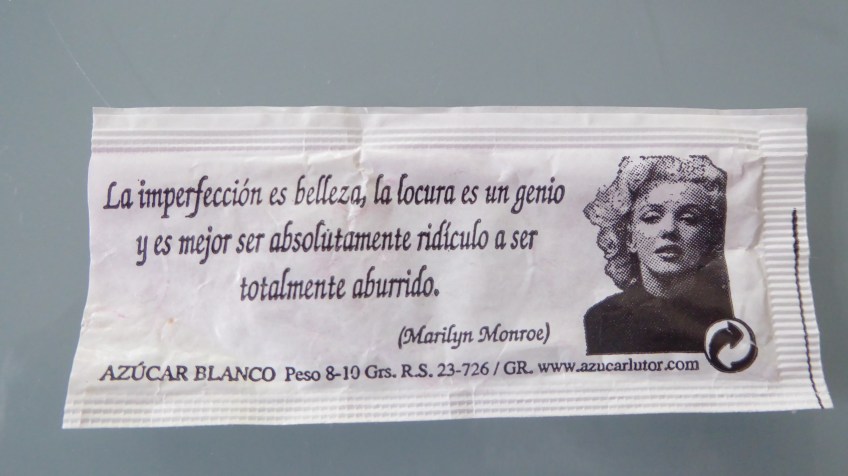 La imperfección es belleza, la locura es un genio
y es mejor ser absolutamente ridículo a ser
totalmente aburrido.
(Marilyn Monroe)
AZÚCAR BLANCO Peso 8-10 Grs. R.S. 23-726 / GR. www.azucarlutor.com